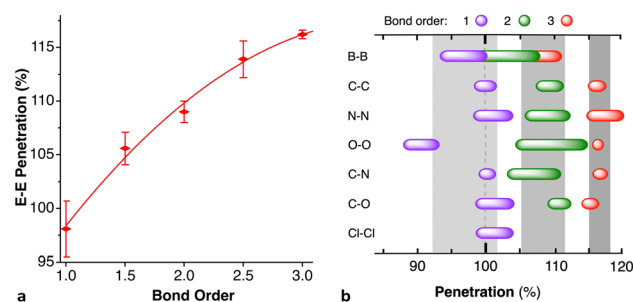 115
110
105
100
95
E-E Penetration (%)
1.0 1.5 2.0 2.5 3.0
Bond Order
a
Bond order: 1 2 3
B-B
C-C
N-N
O-O
C-N
C-O
Cl-Cl
90 100 110 120
Penetration (%)
b